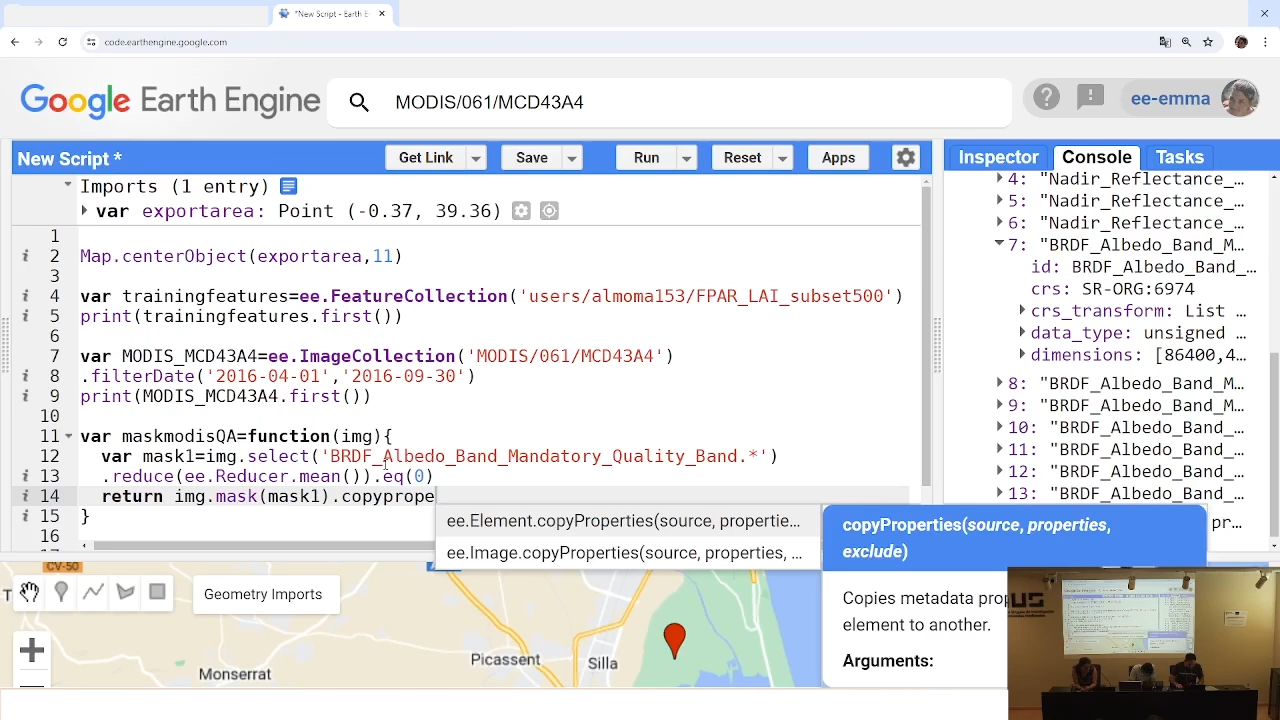 *New Script - Earth E
code.earthengine.google.com
Google Earth Engine
MODIS/061/MCD43A4
ee-emma
New Script *
Get Link
Save
Run
Reset
Apps
Inspector
Console
Tasks
Imports (1 entry)
var exportarea: Point (-0.37, 39.36)
1
2 Map.centerObject(exportarea,11)
3
4 var trainingfeatures=ee.FeatureCollection('users/almoma153/FPAR_LAI_subset500')
5 print(trainingfeatures.first())
6
7 var MODIS_MCD43A4=ee.ImageCollection('MODIS/061/MCD43A4')
8 .filterDate('2016-04-01','2016-09-30')
9 print(MODIS_MCD43A4.first())
10
11 var maskmodisQA=function(img){
12 var mask1=img.select('BRDF_Albedo_Band_Mandatory_Quality_Band.*')
13 .reduce(ee.Reducer.mean()).eq(0)
14 return img.mask(mask1).copyprope
15 }
16
ee.Element.copyProperties(source, propertie...
ee.Image.copyProperties(source, properties, ...
copyProperties(source, properties,
exclude)
Copies metadata
element to another.
Arguments:
4: "Nadir_Reflectance_...
5: "Nadir_Reflectance_...
6: "Nadir_Reflectance_...
7: "BRDF_Albedo_Band_M...
id: BRDF_Albedo_Band_...
crs: SR-ORG:6974
crs_transform: List ...
data_type: unsigned ...
dimensions: [86400,4...
8: "BRDF_Albedo_Band_M...
9: "BRDF_Albedo_Band_M...
10: "BRDF_Albedo_Band_...
11: "BRDF_Albedo_Band_...
12: "BRDF_Albedo_Band_...
13: "BRDF_Albedo_Band_...
pr...
CV-50
Geometry Imports
Monserrat
Picassent
Silla